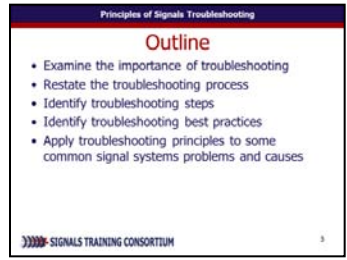 Principles of Signals Troubleshooting
Outline
• Examine the importance of troubleshooting
• Restate the troubleshooting process
• Identify troubleshooting steps
• Identify troubleshooting best practices
• Apply troubleshooting principles to some
common signal systems problems and causes
SIGNALS TRAINING CONSORTIUM
3